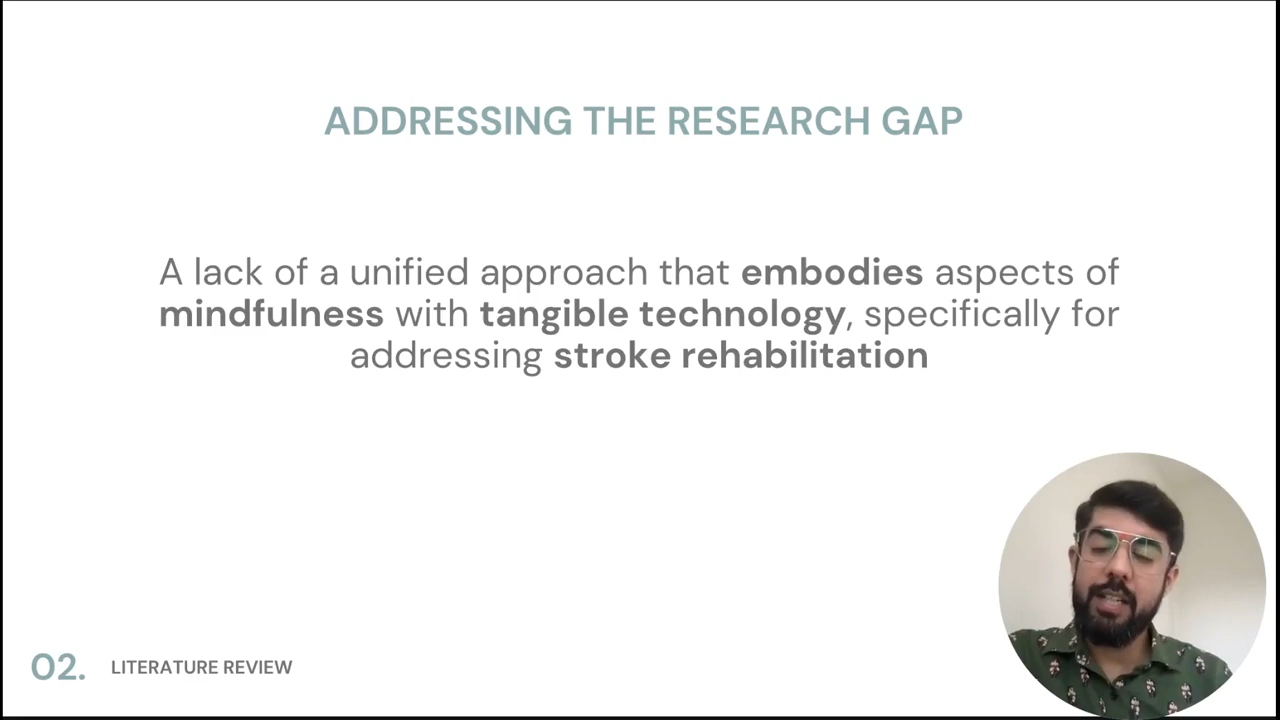 ADDRESSING THE RESEARCH GAP
A lack of a unified approach that embodies aspects of
mindfulness with tangible technology, specifically for
addressing stroke rehabilitation
02. LITERATURE REVIEW